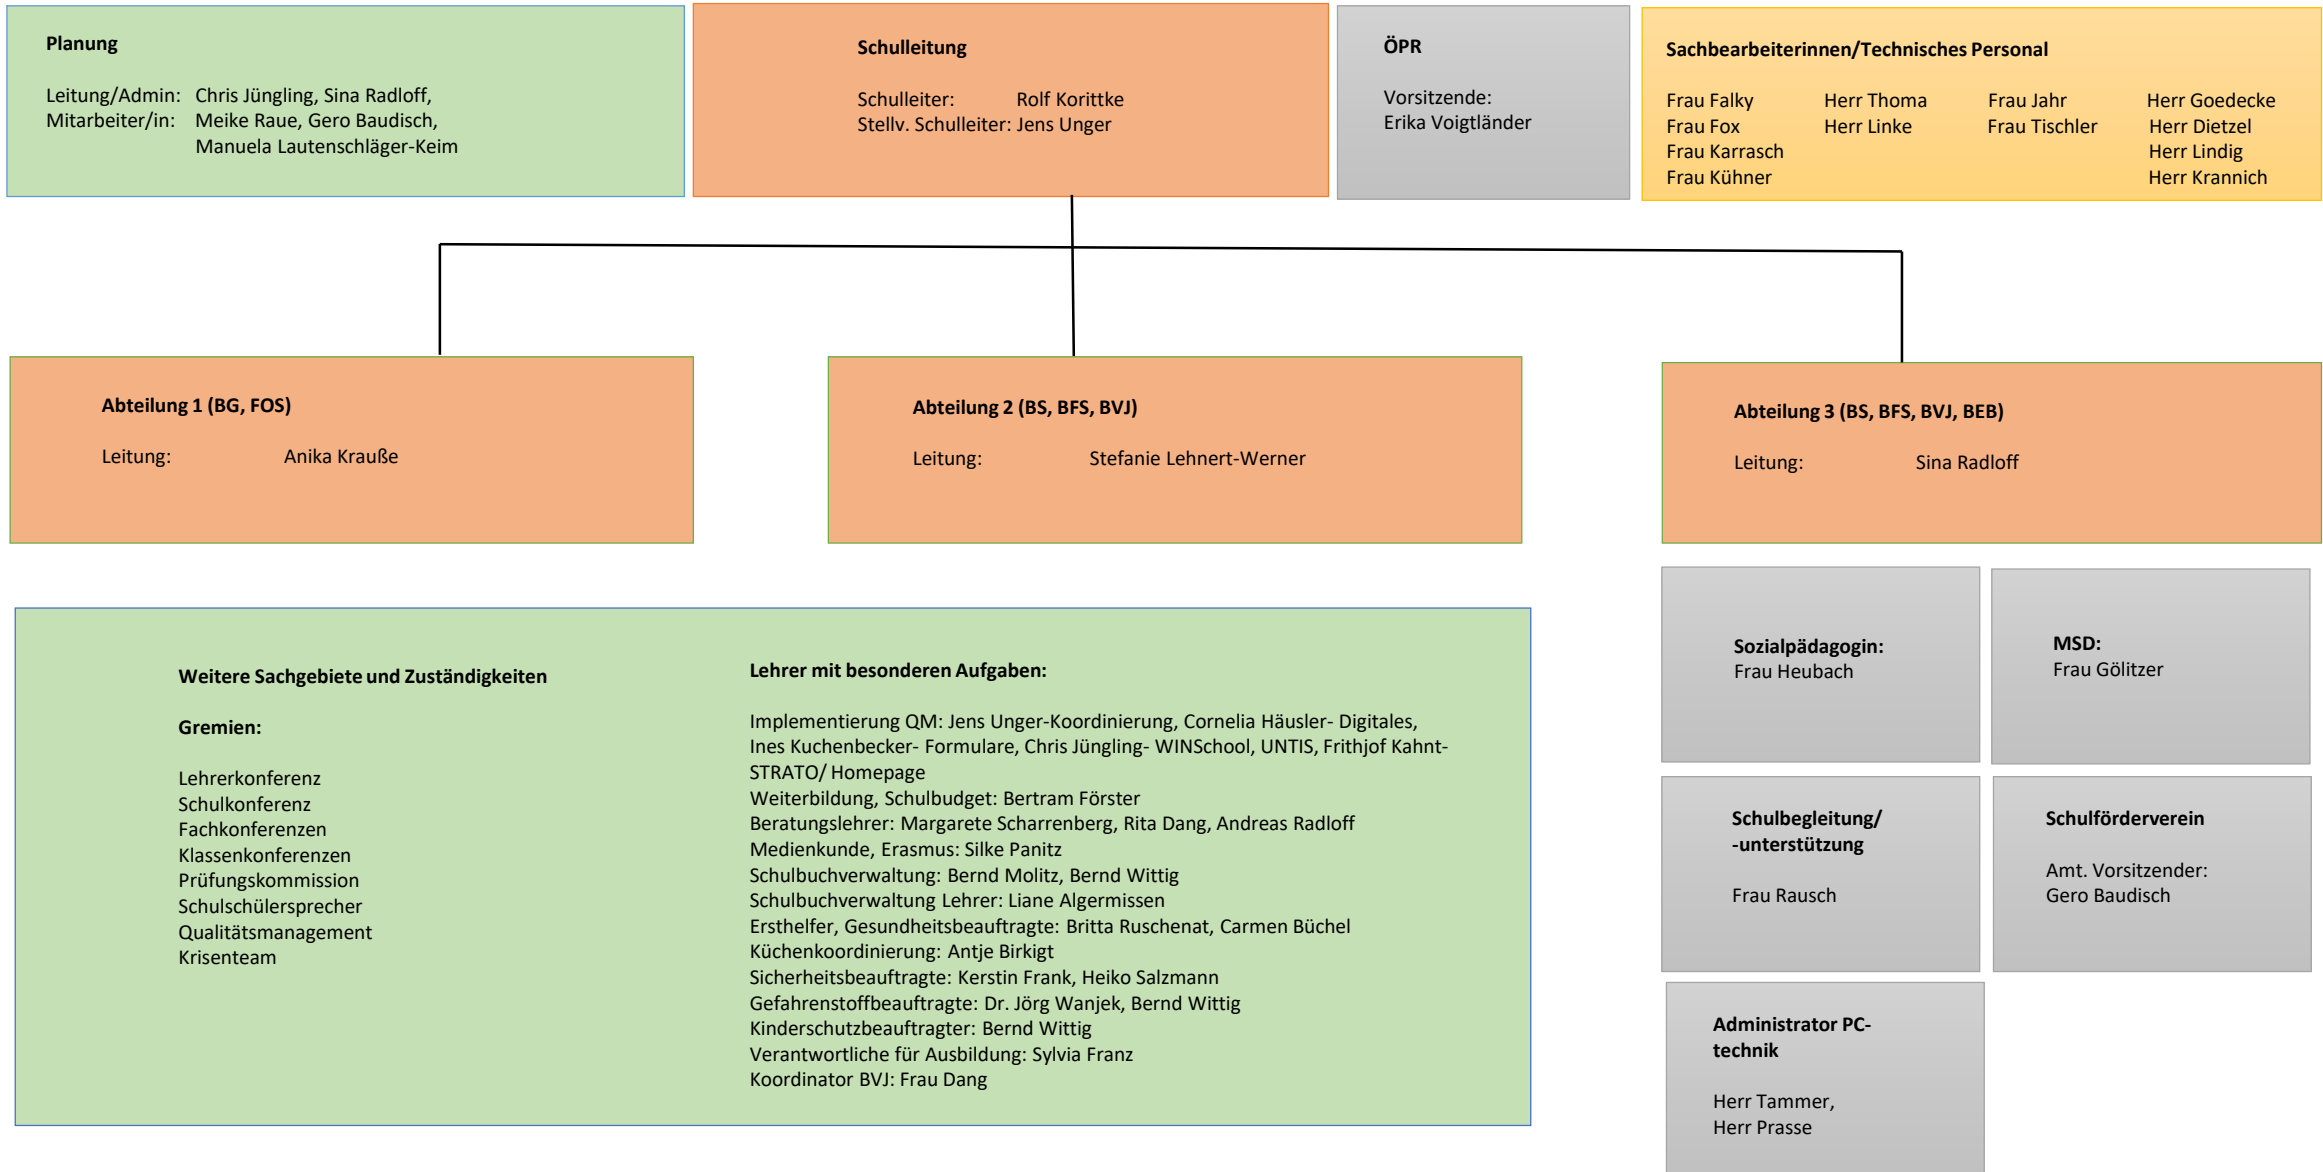 Planung
Leitung/Admin: Chris Jüngling, Sina Radloff,
Mitarbeiter/in: Meike Raue, Gero Baudisch,
Manuela Lautenschläger-Keim
Schulleitung
Schulleiter: Rolf Korittke
Stellv. Schulleiter: Jens Unger
ÖPR
Vorsitzende:
Erika Voigtländer
Sachbearbeiterinnen/Technisches Personal
Frau Falky Herr Thoma Frau Jahr Herr Goedecke
Frau Fox Herr Linke Frau Tischler Herr Dietzel
Frau Karrasch Herr Lindig
Frau Kühner Herr Krannich
Abteilung 1 (BG, FOS)
Leitung: Anika Krauße
Abteilung 2 (BS, BFS, BVJ)
Leitung: Stefanie Lehnert-Werner
Abteilung 3 (BS, BFS, BVJ, BEB)
Leitung: Sina Radloff
Weitere Sachgebiete und Zuständigkeiten
Gremien:
Lehrerkonferenz
Schulkonferenz
Fachkonferenzen
Klassenkonferenzen
Prüfungskommission
Schulschülersprecher
Qualitätsmanagement
Krisenteam
Lehrer mit besonderen Aufgaben:
Implementierung QM: Jens Unger-Koordinierung, Cornelia Häusler- Digitales,
Ines Kuchenbecker- Formulare, Chris Jüngling- WINSchool, UNTIS, Frithjof Kahnt-
STRATO/ Homepage
Weiterbildung, Schulbudget: Bertram Förster
Beratungslehrer: Margarete Scharrenberg, Rita Dang, Andreas Radloff
Medienkunde, Erasmus: Silke Panitz
Schulbuchverwaltung: Bernd Molitz, Bernd Wittig
Schulbuchverwaltung Lehrer: Liane Algermissen
Ersthelfer, Gesundheitsbeauftragte: Britta Ruschenat, Carmen Büchel
Küchenkoordinierung: Antje Birkigt
Sicherheitsbeauftragte: Kerstin Frank, Heiko Salzmann
Gefahrenstoffbeauftragte: Dr. Jörg Wanjek, Bernd Wittig
Kinderschutzbeauftragter: Bernd Wittig
Verantwortliche für Ausbildung: Sylvia Franz
Koordinator BVJ: Frau Dang
Sozialpädagogin:
Frau Heubach
MSD:
Frau Gölitzer
Schulbegleitung/
-unterstützung
Frau Rausch
Schulförderverein
Amt. Vorsitzender:
Gero Baudisch
Administrator PC-
technik
Herr Tammer,
Herr Prasse